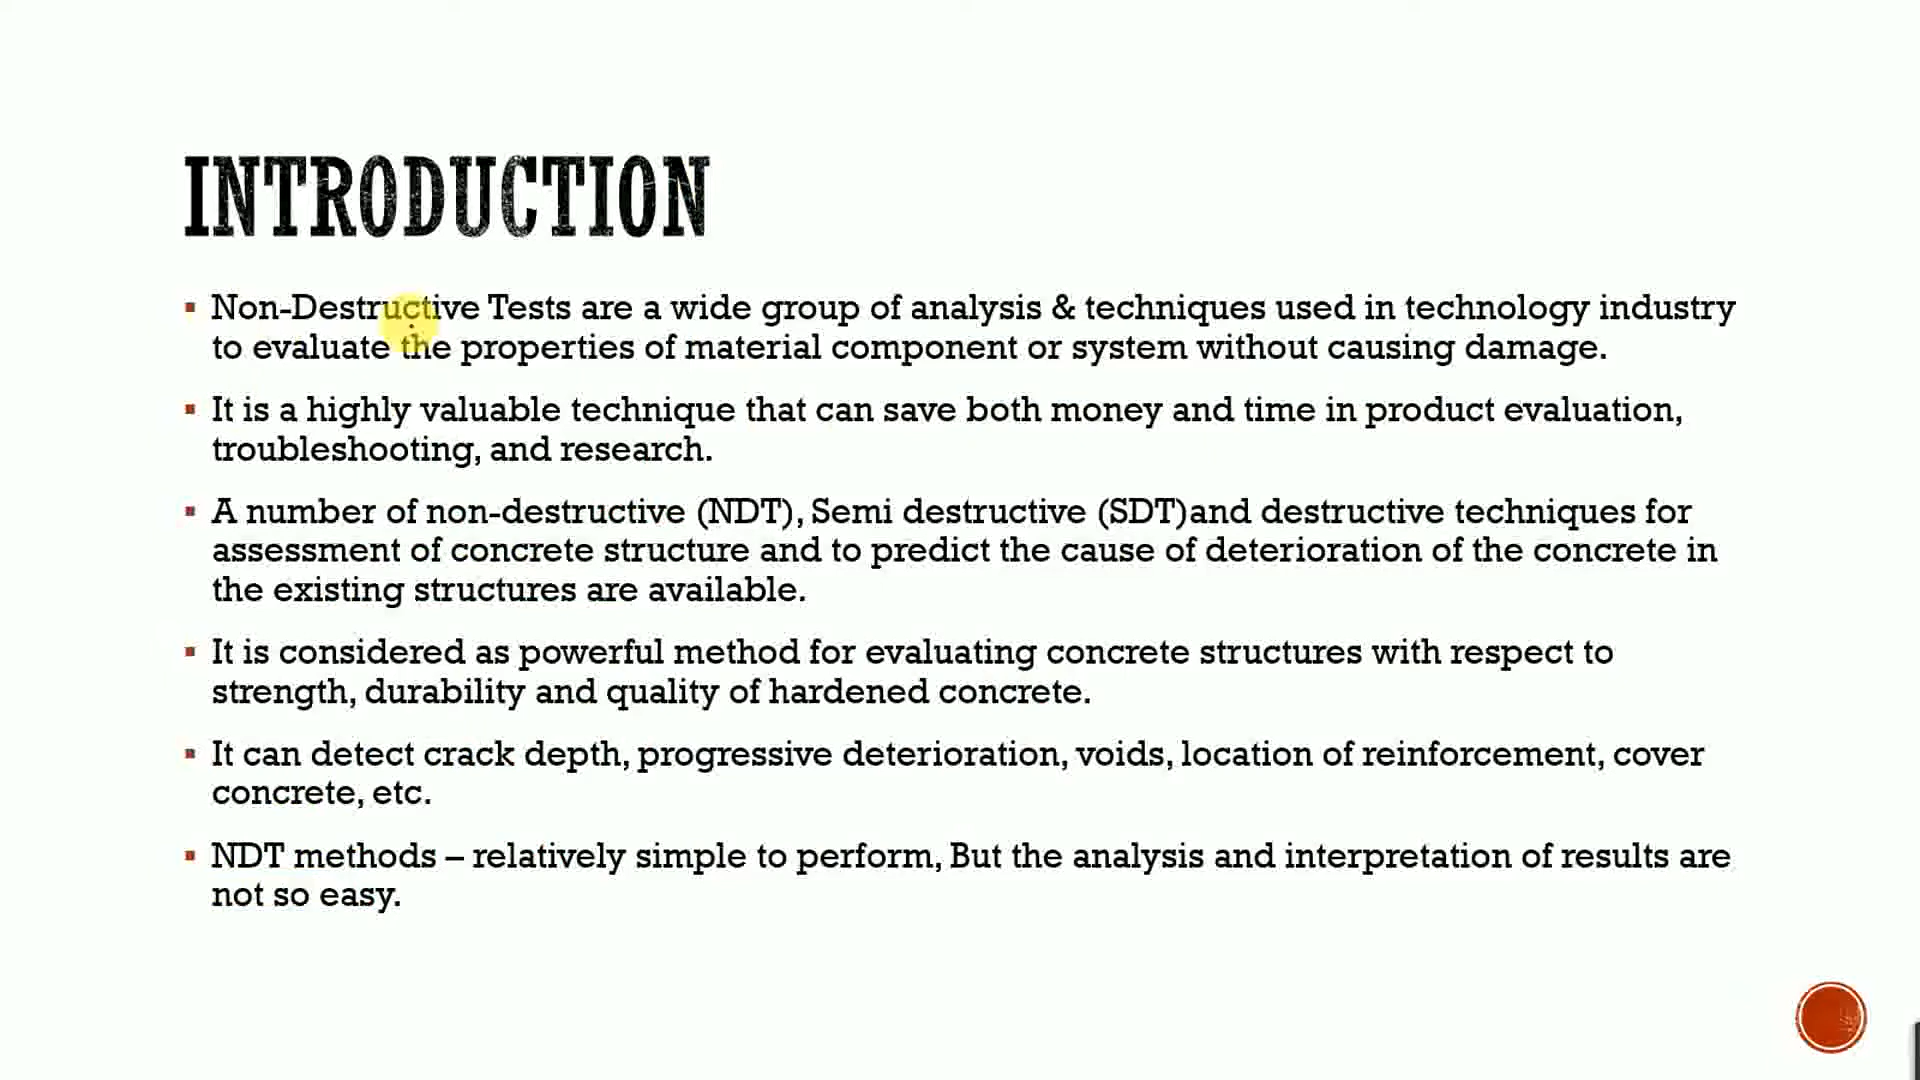 INTRODUCTION
▪ Non-Destructive Tests are a wide group of analysis & techniques used in technology industry
to evaluate the properties of material component or system without causing damage.
▪ It is a highly valuable technique that can save both money and time in product evaluation,
troubleshooting, and research.
▪ A number of non-destructive (NDT), Semi destructive (SDT)and destructive techniques for
assessment of concrete structure and to predict the cause of deterioration of the concrete in
the existing structures are available.
▪ It is considered as powerful method for evaluating concrete structures with respect to
strength, durability and quality of hardened concrete.
▪ It can detect crack depth, progressive deterioration, voids, location of reinforcement, cover
concrete, etc.
▪ NDT methods – relatively simple to perform, But the analysis and interpretation of results are
not so easy.